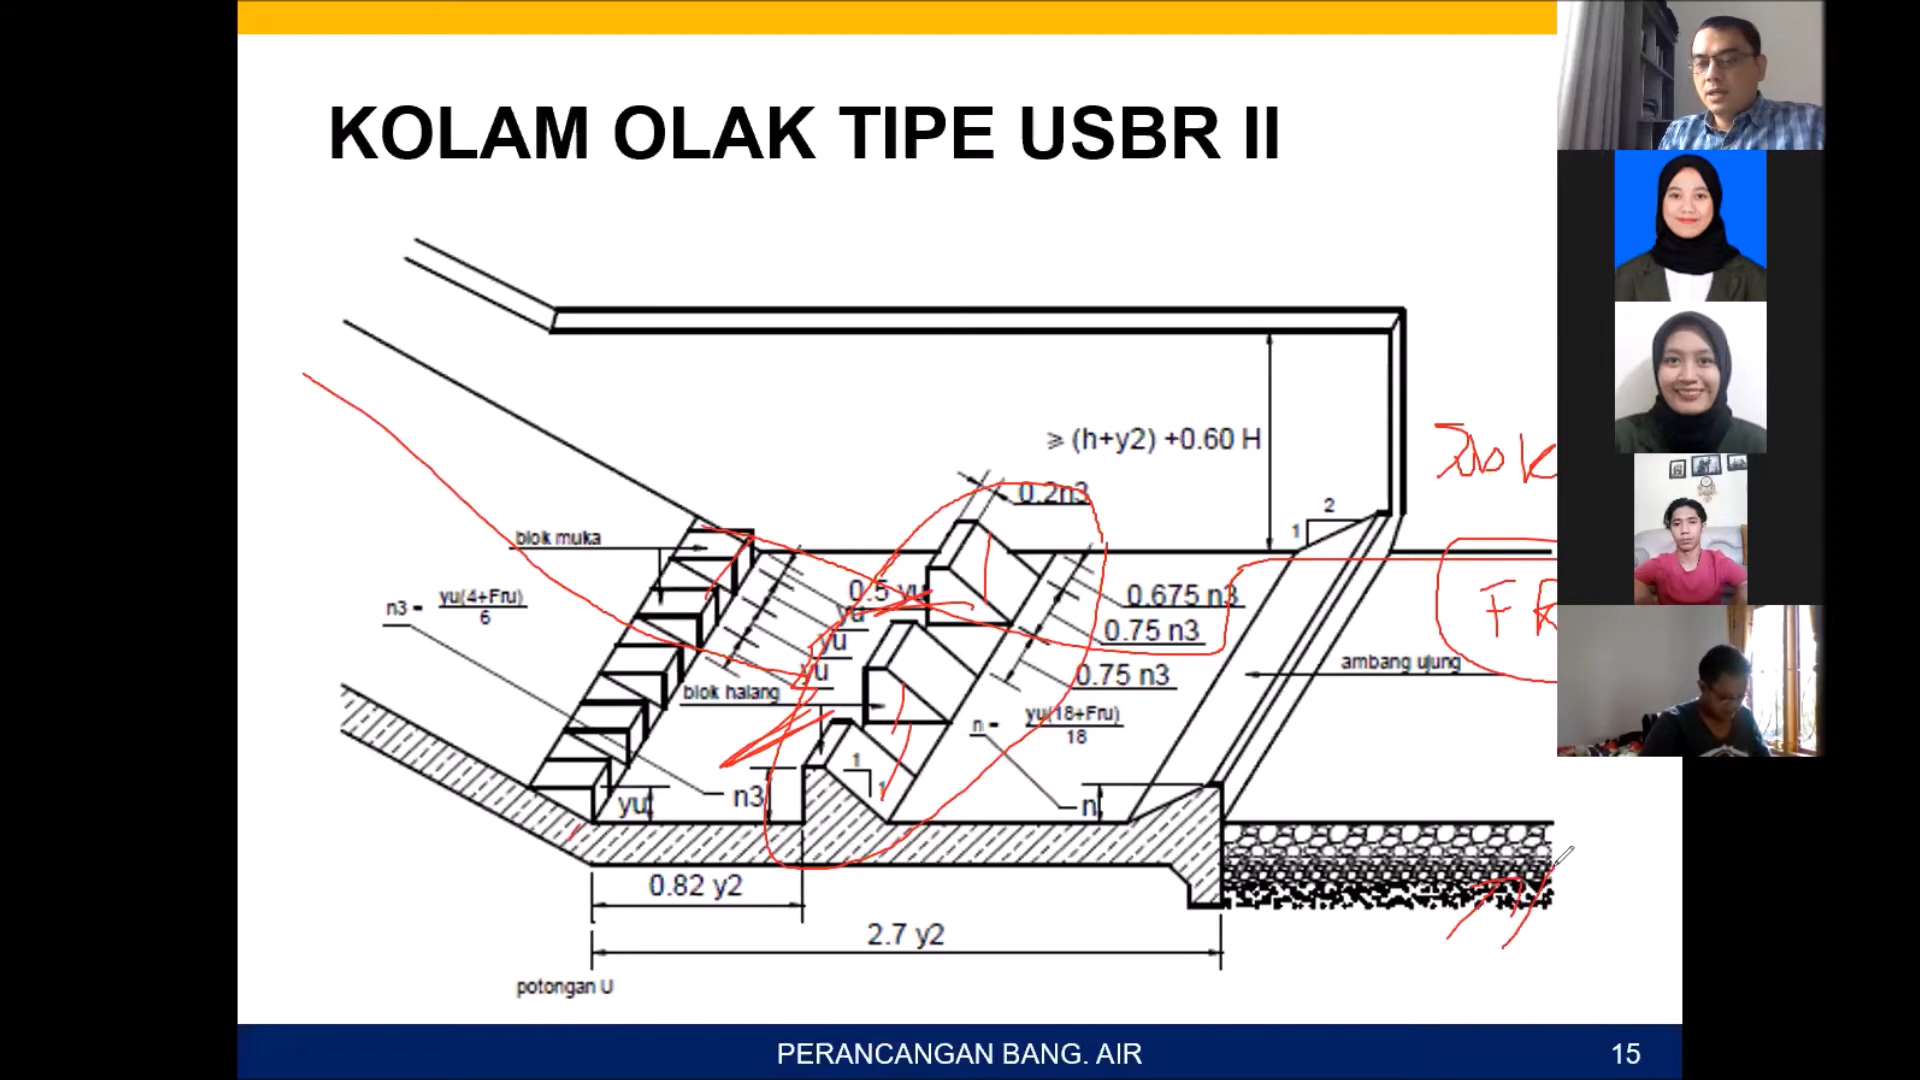 KOLAM OLAK TIPE USBR II
≥ (h+y2) +0.60 H
0.2n3
2
1
blok muka
n3 = yu(4+Fru)
6
0.5 yu
yu
yu
yu
0.675 n3
0.75 n3
0.75 n3
ambang ujung
blok halang
n = yu(18+Fru)
18
1
1
yu
n3
n
0.82 y2
2.7 y2
potongan U
PERANCANGAN BANG. AIR
15